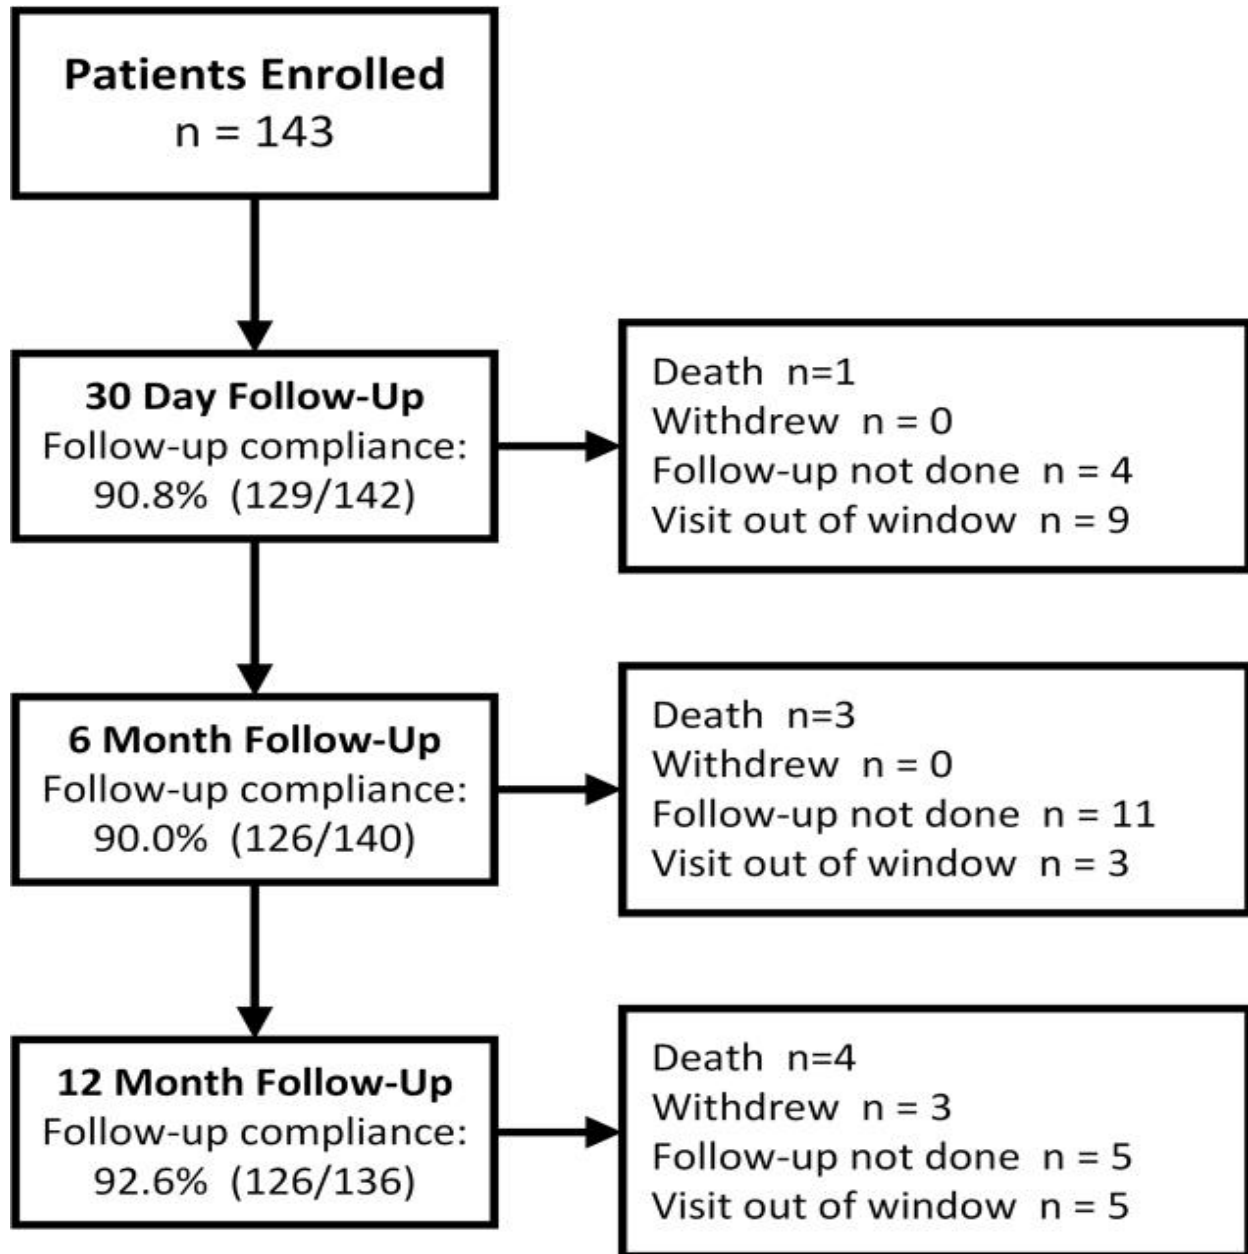 Patients Enrolled
n = 143
30 Day Follow-Up
Follow-up compliance:
90.8% (129/142)
Death n=1
Withdrew n = 0
Follow-up not done n = 4
Visit out of window n = 9
6 Month Follow-Up
Follow-up compliance:
90.0% (126/140)
Death n=3
Withdrew n = 0
Follow-up not done n = 11
Visit out of window n = 3
12 Month Follow-Up
Follow-up compliance:
92.6% (126/136)
Death n=4
Withdrew n = 3
Follow-up not done n = 5
Visit out of window n = 5